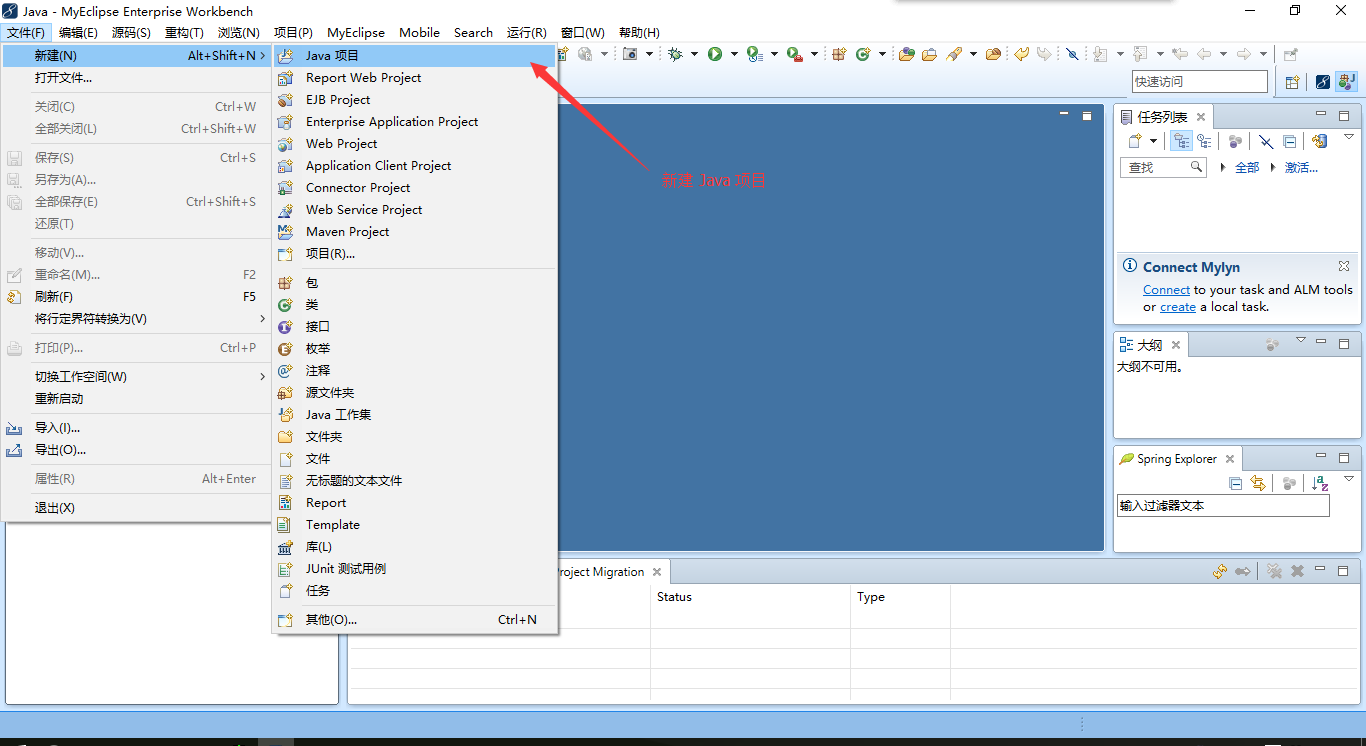 Java - MyEclipse Enterprise Workbench
文件(F) 编辑(E) 源码(S) 重构(T) 浏览(N) 项目(P) MyEclipse Mobile Search 运行(R) 窗口(W) 帮助(H)
新建(N) Alt+Shift+N
打开文件...
关闭(C) Ctrl+W
全部关闭(L) Ctrl+Shift+W
保存(S) Ctrl+S
另存为(A)...
全部保存(E) Ctrl+Shift+S
还原(T)
移动(V)...
重命名(M)... F2
刷新(F) F5
将行定界符转换为(V)
打印(P)... Ctrl+P
切换工作空间(W)
重新启动
导入(I)...
导出(O)...
属性(R) Alt+Enter
退出(X)
Java 项目
Report Web Project
EJB Project
Enterprise Application Project
Web Project
Application Client Project
Connector Project
Web Service Project
Maven Project
项目(R)...
包
类
接口
枚举
注释
源文件夹
Java 工作集
文件夹
文件
无标题的文本文件
Report
Template
库(L)
JUnit 测试用例
任务
其他(O)... Ctrl+N
新建 Java 项目
快速访问
任务列表
查找 全部 激活...
Connect Mylyn
Connect to your task and ALM tools
or create a local task.
大纲
大纲不可用。
Spring Explorer
输入过滤器文本
Project Migration
Status Type